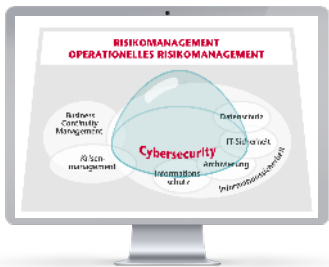 RISIKOMANAGEMENT
OPERATIONELLES RISIKOMANAGEMENT
Business
Continuity
Management
Krisen-
management
Cybersecurity
Datenschutz
IT-Sicherheit
Archivierung
Informations
schutz
Informationssicherheit